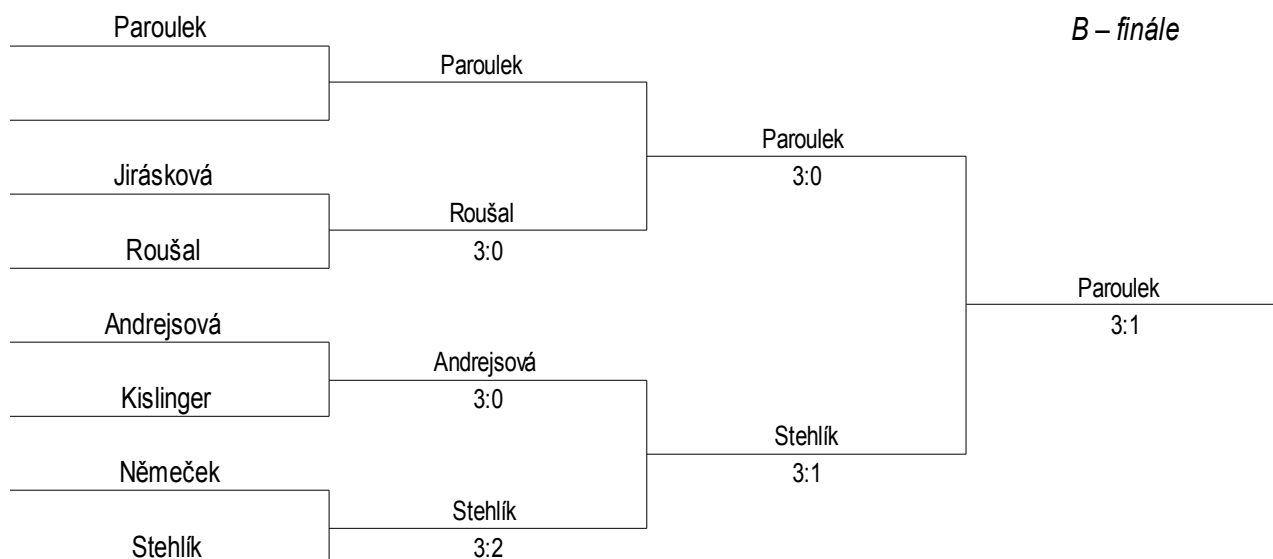 Paroulek
B – finále
Paroulek
Paroulek
3:0
Jirásková
Roušal
3:0
Roušal
Paroulek
3:1
Andrejsová
Andrejsová
3:0
Kislinger
Stehlík
3:1
Němeček
Stehlík
3:2
Stehlík